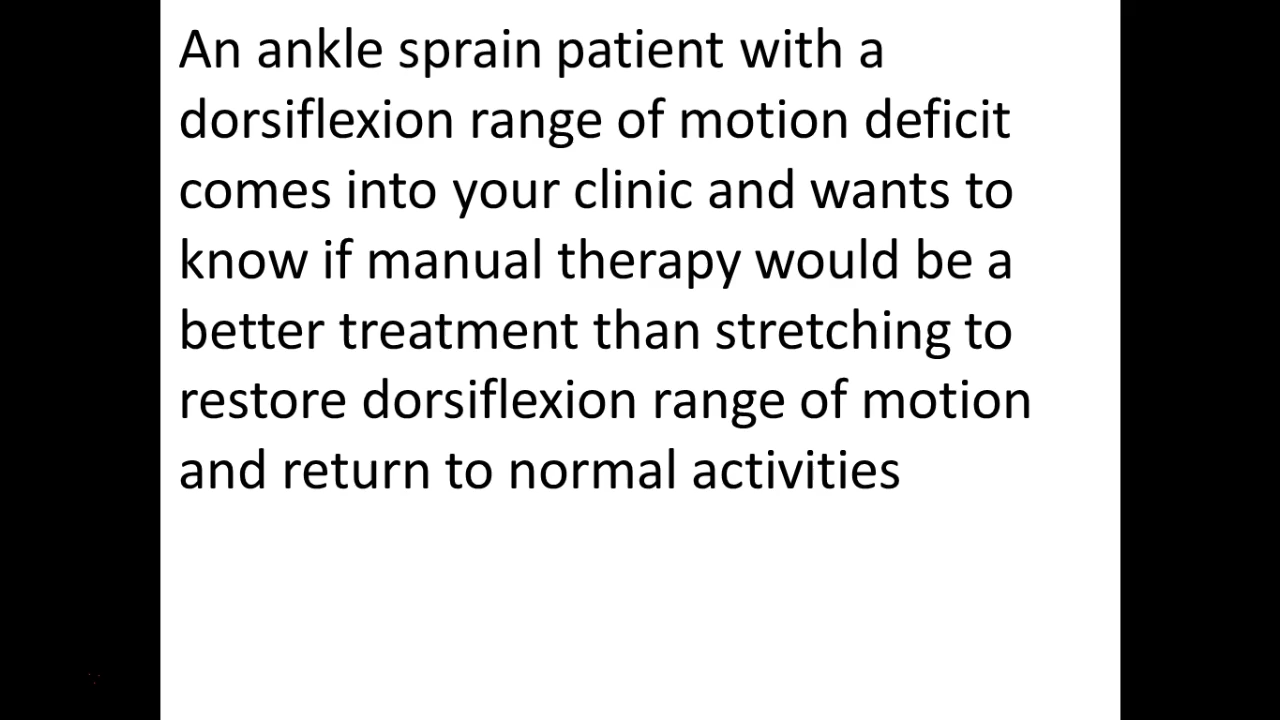 An ankle sprain patient with a
dorsiflexion range of motion deficit
comes into your clinic and wants to
know if manual therapy would be a
better treatment than stretching to
restore dorsiflexion range of motion
and return to normal activities